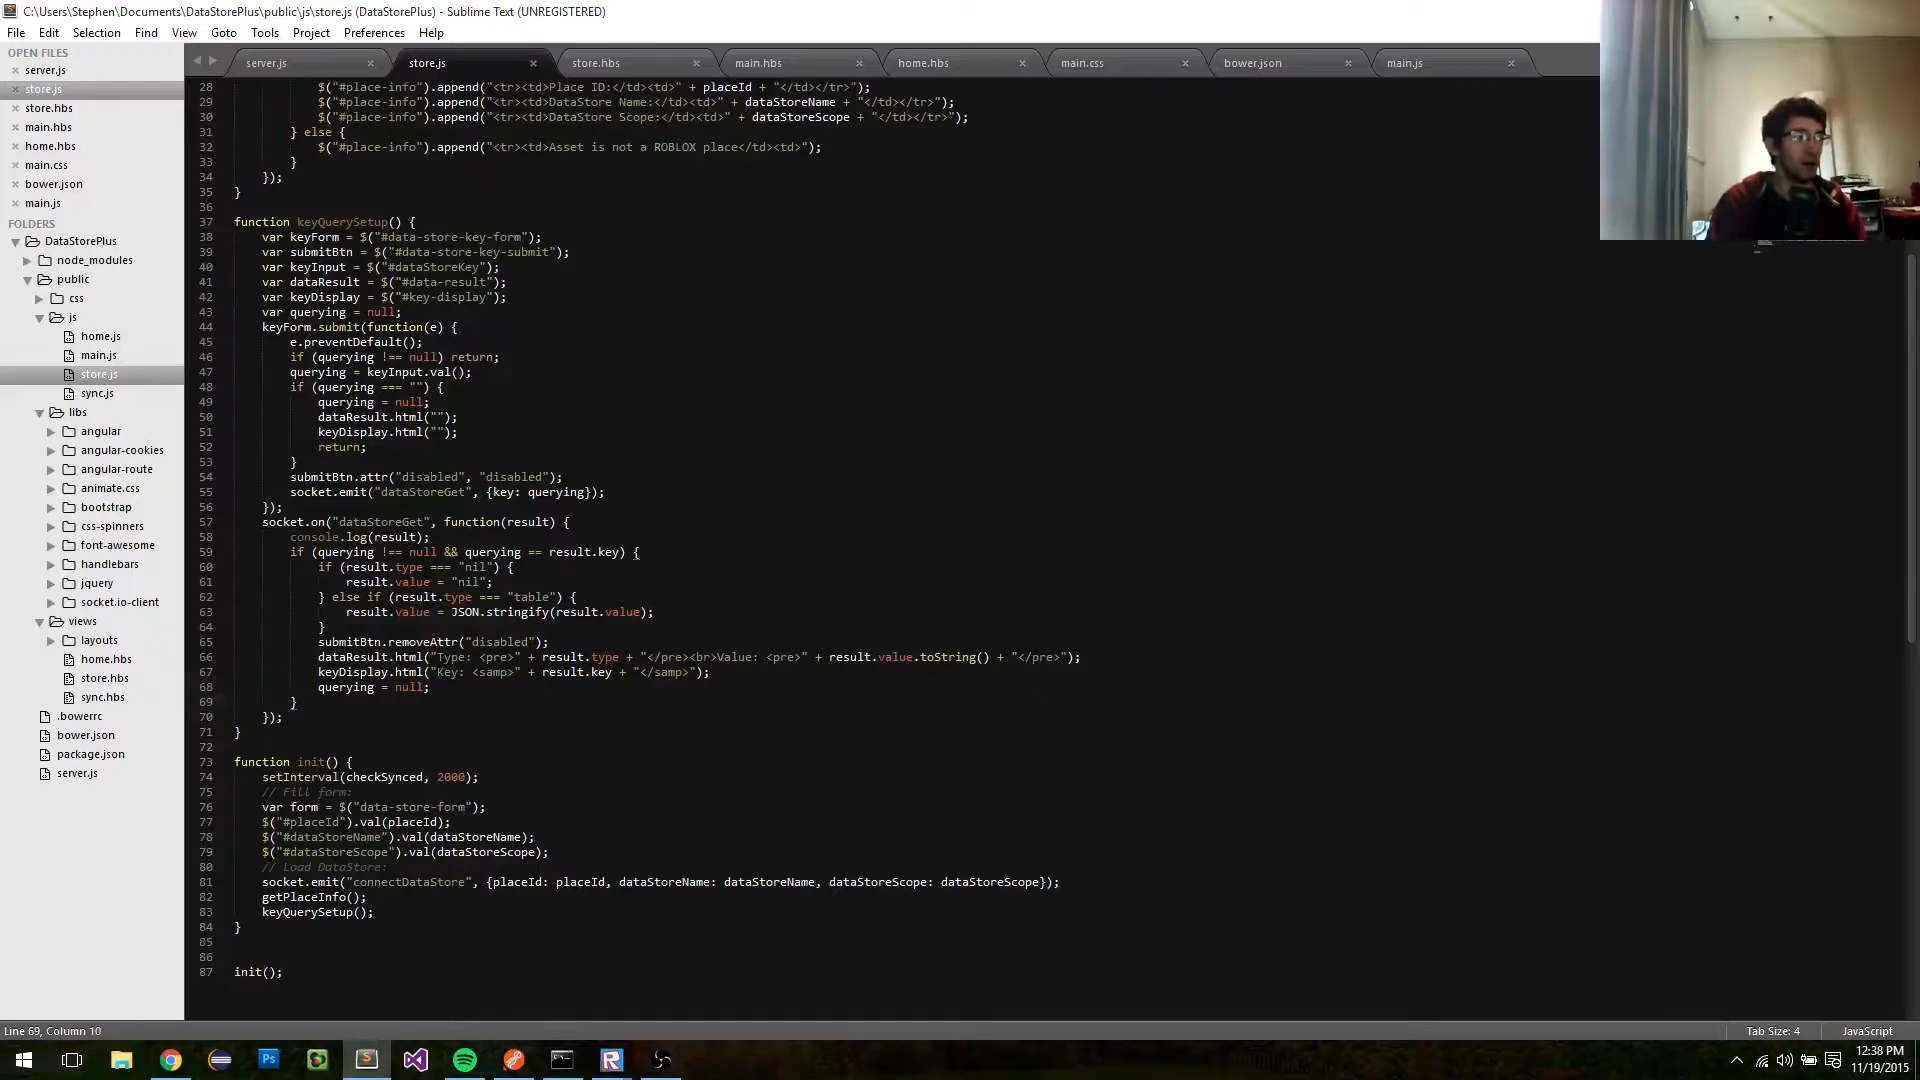 C:\Users\Stephen\Documents\DataStorePlus\public\js\store.js (DataStorePlus) - Sublime Text (UNREGISTERED)
File Edit Selection Find View Goto Tools Project Preferences Help
OPEN FILES
server.js
store.js
store.hbs
main.hbs
home.hbs
main.css
bower.json
main.js
FOLDERS
DataStorePlus
node_modules
public
css
js
home.js
main.js
store.js
sync.js
libs
angular
angular-cookies
angular-route
animate.css
bootstrap
css-spinners
font-awesome
handlebars
jquery
socket.io-client
views
layouts
home.hbs
store.hbs
sync.hbs
.bowerrc
bower.json
package.json
server.js
server.js store.js store.hbs main.hbs home.hbs main.css bower.json main.js
28 $("#place-info").append("<tr><td>Place ID:</td><td>" + placeId + "</td></tr>");
29 $("#place-info").append("<tr><td>DataStore Name:</td><td>" + dataStoreName + "</td></tr>");
30 $("#place-info").append("<tr><td>DataStore Scope:</td><td>" + dataStoreScope + "</td></tr>");
31 } else {
32 $("#place-info").append("<tr><td>Asset is not a ROBLOX place</td><td>");
33 }
34 });
35 }
36
37 function keyQuerySetup() {
38 var keyForm = $("#data-store-key-form");
39 var submitBtn = $("#data-store-key-submit");
40 var keyInput = $("#dataStoreKey");
41 var dataResult = $("#data-result");
42 var keyDisplay = $("#key-display");
43 var querying = null;
44 keyForm.submit(function(e) {
45 e.preventDefault();
46 if (querying !== null) return;
47 querying = keyInput.val();
48 if (querying === "") {
49 querying = null;
50 dataResult.html("");
51 keyDisplay.html("");
52 return;
53 }
54 submitBtn.attr("disabled", "disabled");
55 socket.emit("dataStoreGet", {key: querying});
56 });
57 socket.on("dataStoreGet", function(result) {
58 console.log(result);
59 if (querying !== null && querying == result.key) {
60 if (result.type === "nil") {
61 result.value = "nil";
62 } else if (result.type === "table") {
63 result.value = JSON.stringify(result.value);
64 }
65 submitBtn.removeAttr("disabled");
66 dataResult.html("Type: <pre>" + result.type + "</pre><br>Value: <pre>" + result.value.toString() + "</pre>");
67 keyDisplay.html("Key: <samp>" + result.key + "</samp>");
68 querying = null;
69 }
70 });
71 }
72
73 function init() {
74 setInterval(checkSynced, 2000);
75 // Fill form:
76 var form = $("data-store-form");
77 $("#placeId").val(placeId);
78 $("#dataStoreName").val(dataStoreName);
79 $("#dataStoreScope").val(dataStoreScope);
80 // Load DataStore:
81 socket.emit("connectDataStore", {placeId: placeId, dataStoreName: dataStoreName, dataStoreScope: dataStoreScope});
82 getPlaceInfo();
83 keyQuerySetup();
84 }
85
86
87 init();
Line 69, Column 10
Tab Size: 4 JavaScript
12:38 PM
11/19/2015